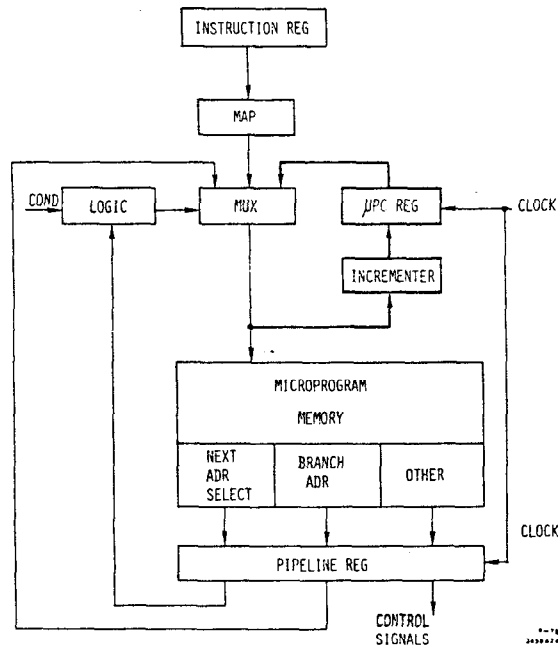 INSTRUCTION REG
MAP
COND
LOGIC
MUX
μPC REG
CLOCK
INCREMENTER
MICROPROGRAM
MEMORY
NEXT
ADR
SELECT
BRANCH
ADR
OTHER
CLOCK
PIPELINE REG
CONTROL
SIGNALS